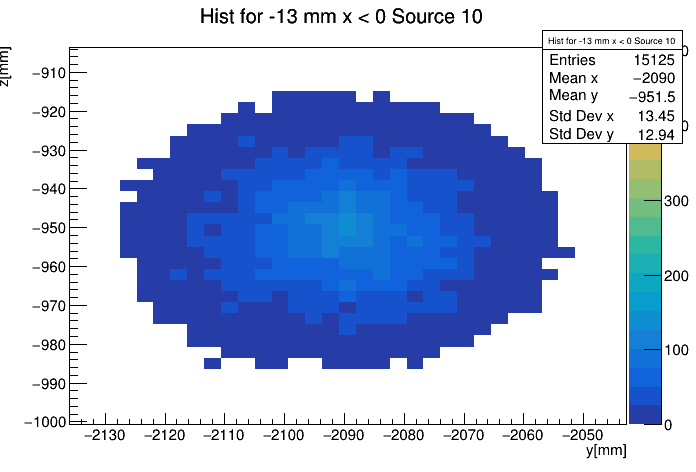 Hist for -13 mm x < 0 Source 10
z[mm]
Hist for -13 mm x < 0 Source 10
Entries 15125
Mean x −2090
Mean y −951.5
Std Dev x 13.45
Std Dev y 12.94
−910
−920
−930
−940
−950
−960
−970
−980
−990
−1000
−2130 −2120 −2110 −2100 −2090 −2080 −2070 −2060 −2050
y[mm]
300
200
100
0